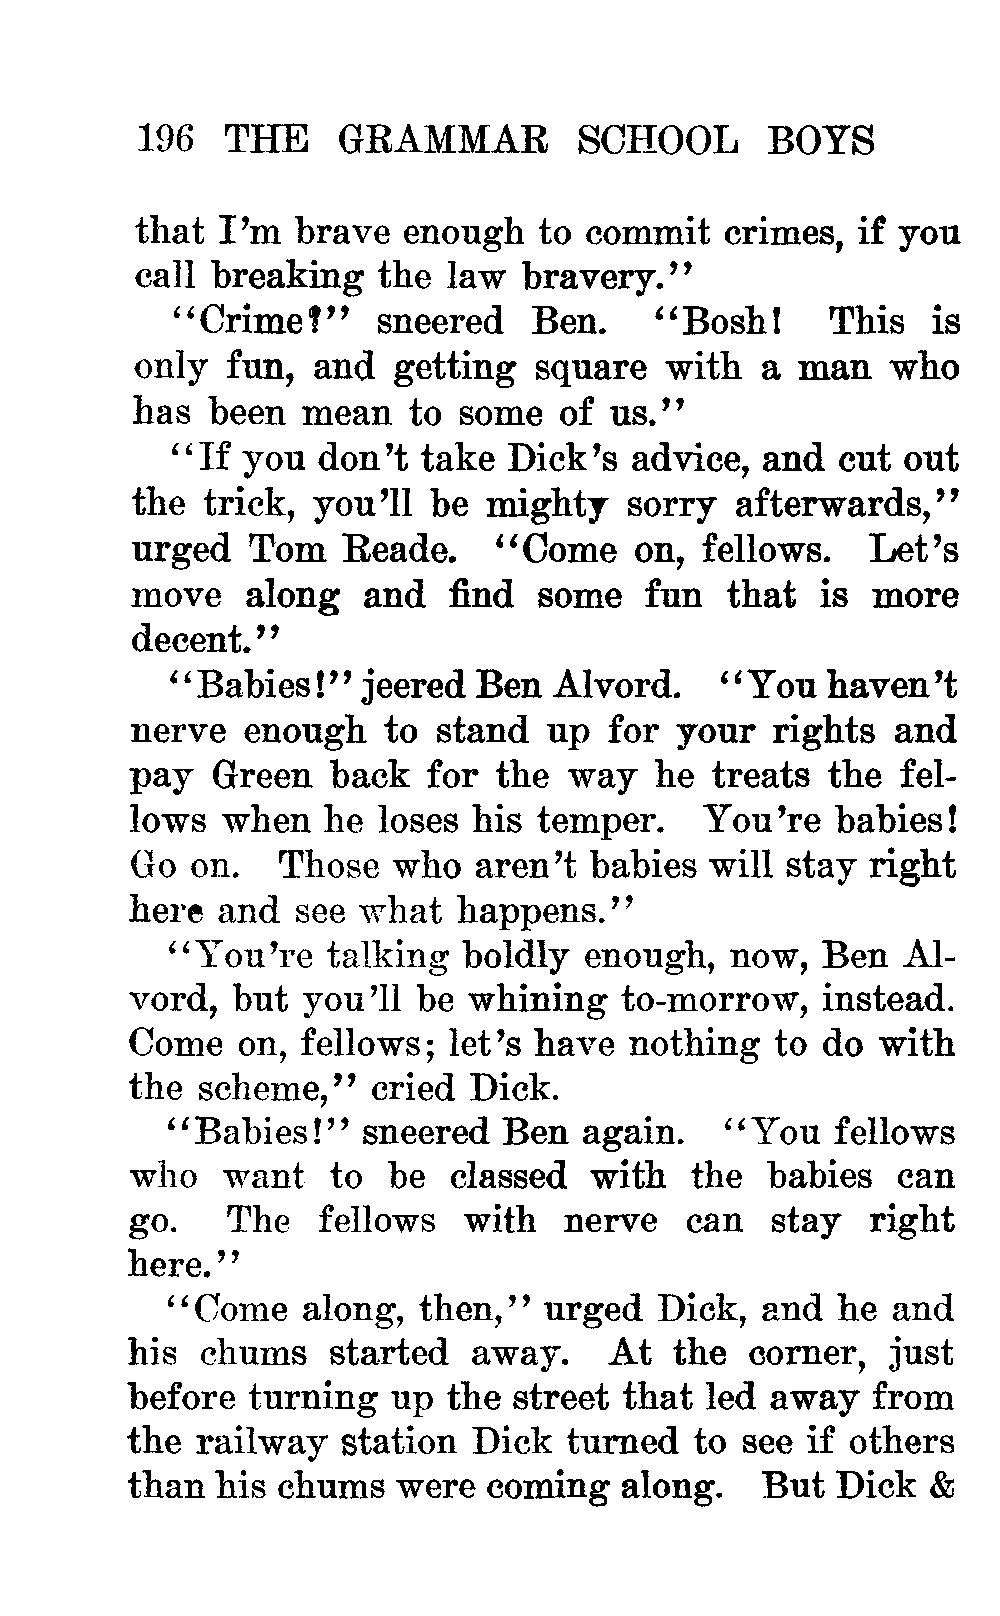 196 THE GRAMMAR SCHOOL BOYS
that I'm brave enough to commit crimes, if you
call breaking the law bravery."
"Crime?" sneered Ben. "Bosh! This is
only fun, and getting square with a man who
has been mean to some of us."
"If you don't take Dick's advice, and cut out
the trick, you'll be mighty sorry afterwards,"
urged Tom Reade. "Come on, fellows. Let's
move along and find some fun that is more
decent."
"Babies!" jeered Ben Alvord. "You haven't
nerve enough to stand up for your rights and
pay Green back for the way he treats the fel-
lows when he loses his temper. You're babies!
Go on. Those who aren't babies will stay right
here and see what happens."
"You're talking boldly enough, now, Ben Al-
vord, but you'll be whining to-morrow, instead.
Come on, fellows; let's have nothing to do with
the scheme," cried Dick.
"Babies!" sneered Ben again. "You fellows
who want to be classed with the babies can
go. The fellows with nerve can stay right
here."
"Come along, then," urged Dick, and he and
his chums started away. At the corner, just
before turning up the street that led away from
the railway station Dick turned to see if others
than his chums were coming along. But Dick &